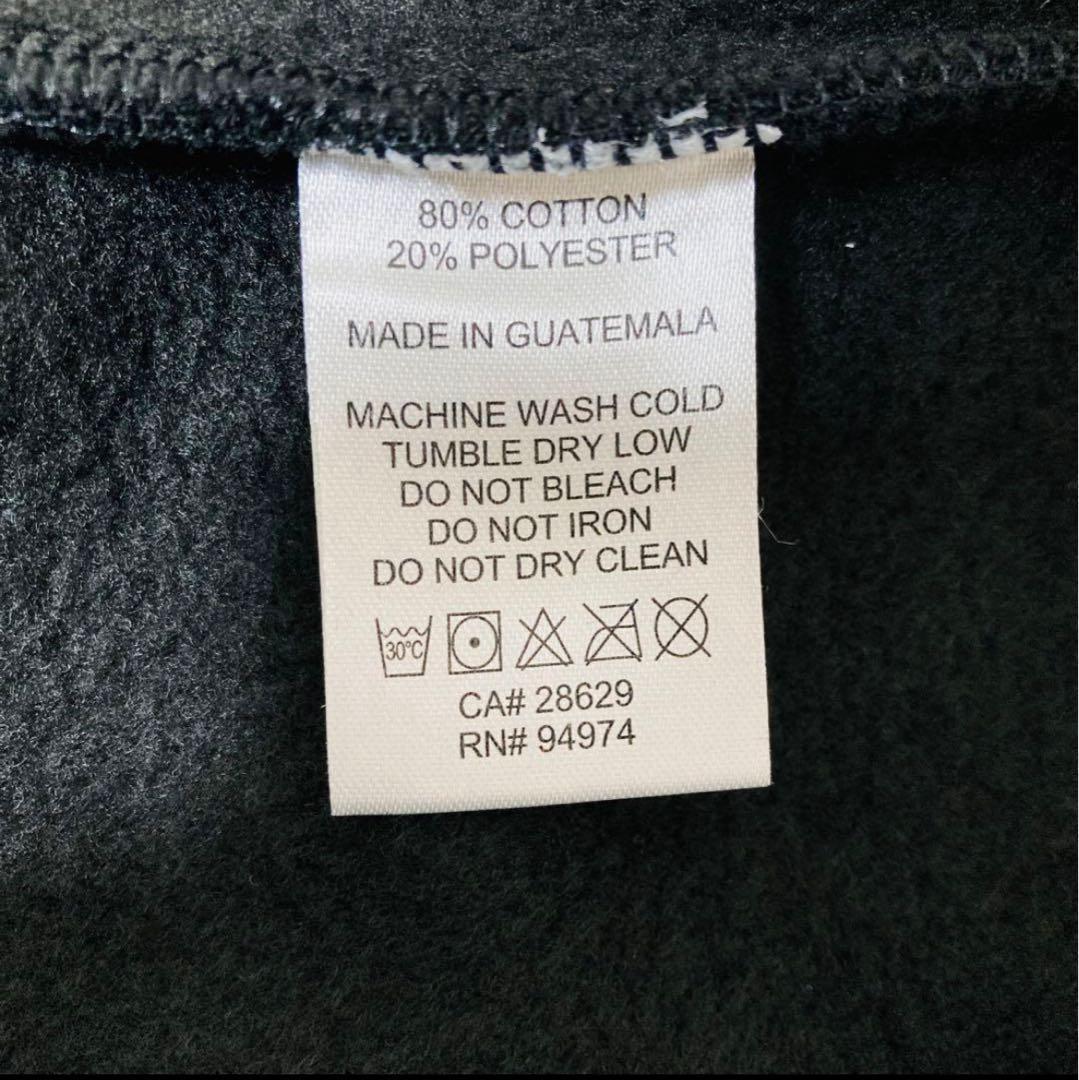 80% COTTON
20% POLYESTER
MADE IN GUATEMALA
MACHINE WASH COLD
TUMBLE DRY LOW
DO NOT BLEACH
DO NOT IRON
DO NOT DRY CLEAN
30°C
CA# 28629
RN# 94974